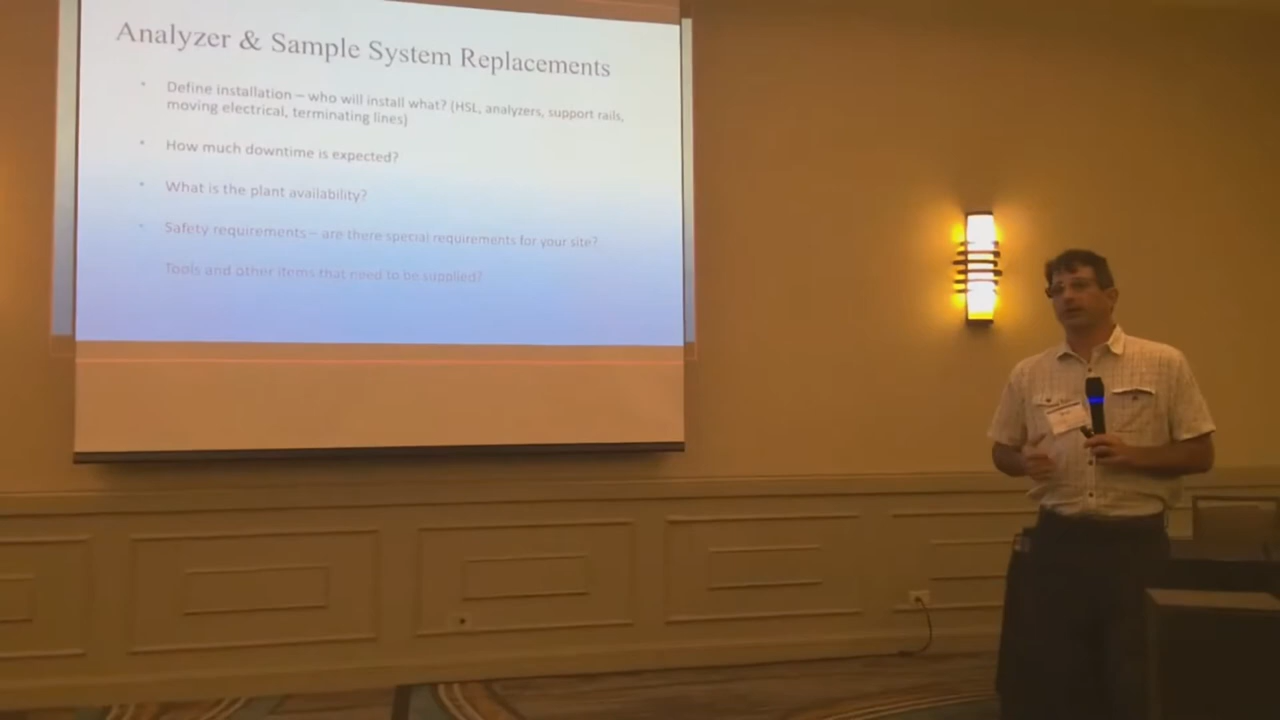 Analyzer & Sample System Replacements
• Define installation – who will install what? (HSL, analyzers, support rails,
moving electrical, terminating lines)
• How much downtime is expected?
• What is the plant availability?
• Safety requirements – are there special requirements for your site?
Tools and other items that need to be supplied?